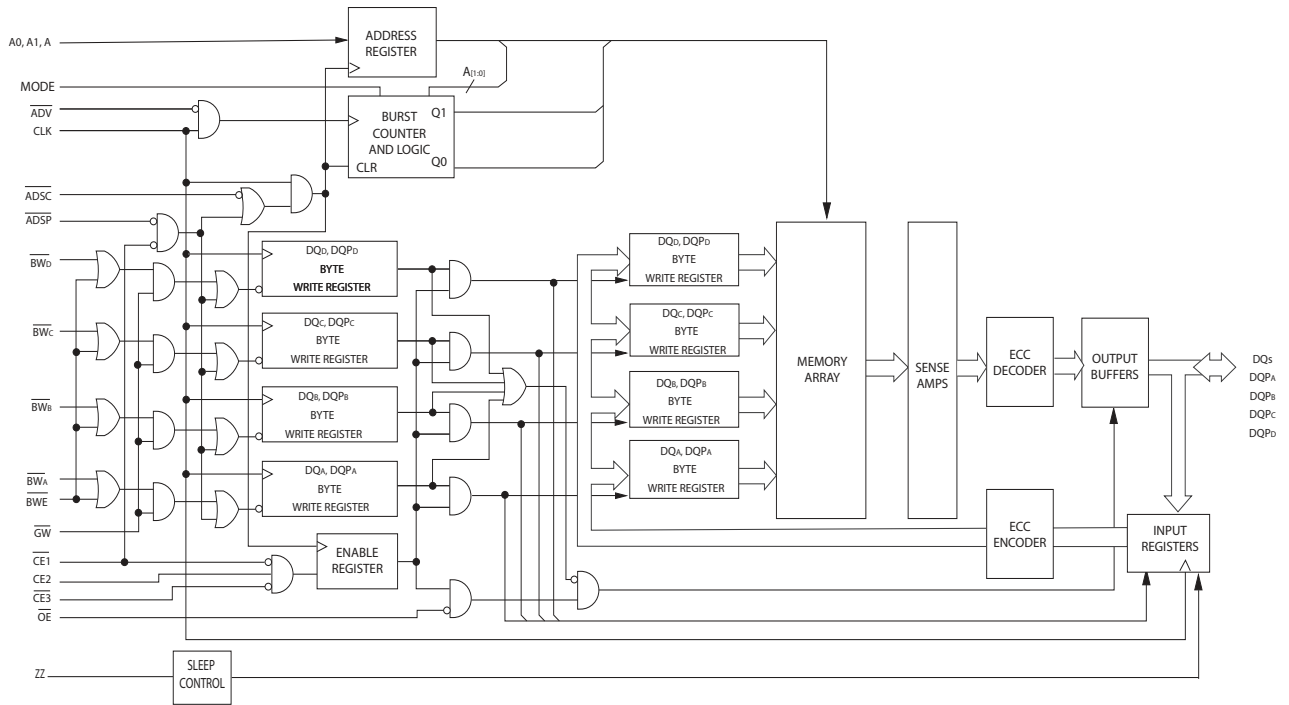 A0, A1, A
ADDRESS
REGISTER
MODE
A[1:0]
ADV
CLK
BURST
COUNTER
AND LOGIC
Q1
Q0
CLR
ADSC
ADSP
BWD
DQD, DQPD
BYTE
WRITE REGISTER
DQD, DQPD
BYTE
WRITE REGISTER
BWC
DQC, DQPC
BYTE
WRITE REGISTER
DQC, DQPC
BYTE
WRITE REGISTER
MEMORY
ARRAY
SENSE
AMPS
ECC
DECODER
OUTPUT
BUFFERS
DQS
DQPA
DQPB
DQPC
DQPD
BWB
DQB, DQPB
BYTE
WRITE REGISTER
DQB, DQPB
BYTE
WRITE REGISTER
BWA
BWE
DQA, DQPA
BYTE
WRITE REGISTER
DQA, DQPA
BYTE
WRITE REGISTER
GW
CE1
CE2
CE3
OE
ENABLE
REGISTER
ECC
ENCODER
INPUT
REGISTERS
ZZ
SLEEP
CONTROL